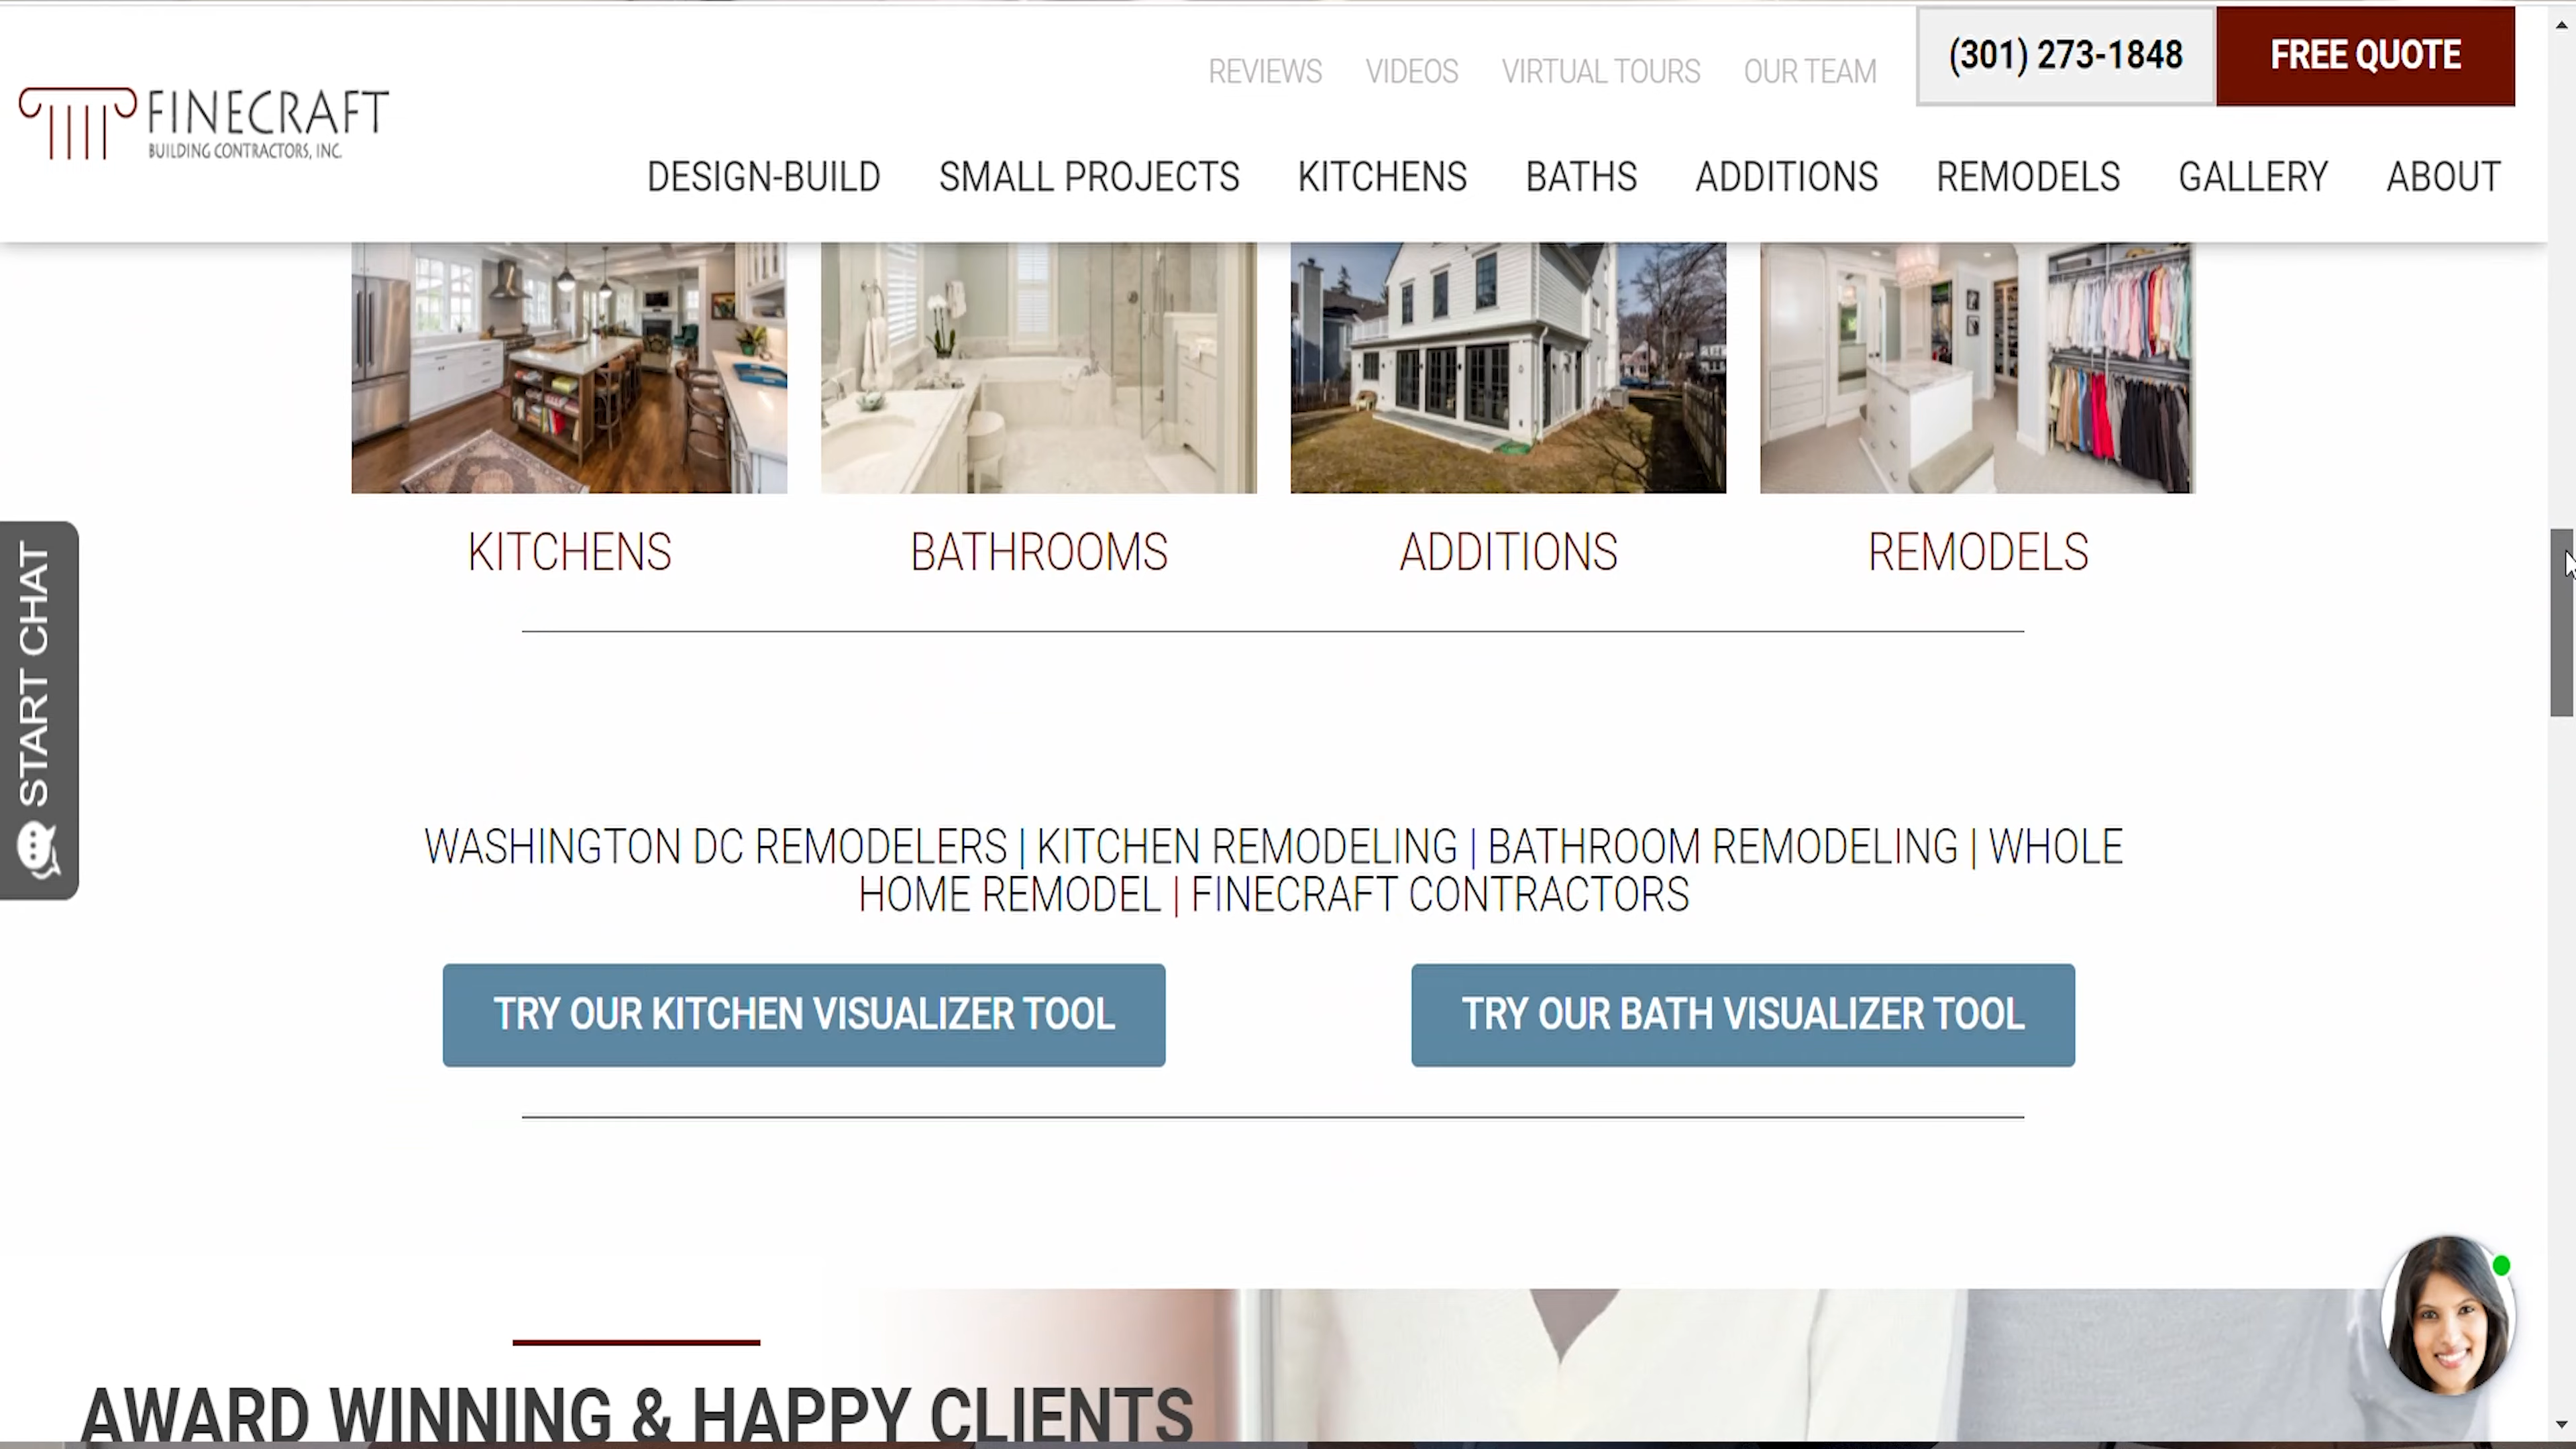 REVIEWS VIDEOS VIRTUAL TOURS OUR TEAM (301) 273-1848 FREE QUOTE
FINECRAFT
BUILDING CONTRACTORS, INC.
DESIGN-BUILD SMALL PROJECTS KITCHENS BATHS ADDITIONS REMODELS GALLERY ABOUT
KITCHENS BATHROOMS ADDITIONS REMODELS
START CHAT
WASHINGTON DC REMODELERS | KITCHEN REMODELING | BATHROOM REMODELING | WHOLE
HOME REMODEL | FINECRAFT CONTRACTORS
TRY OUR KITCHEN VISUALIZER TOOL TRY OUR BATH VISUALIZER TOOL
AWARD WINNING & HAPPY CLIENTS